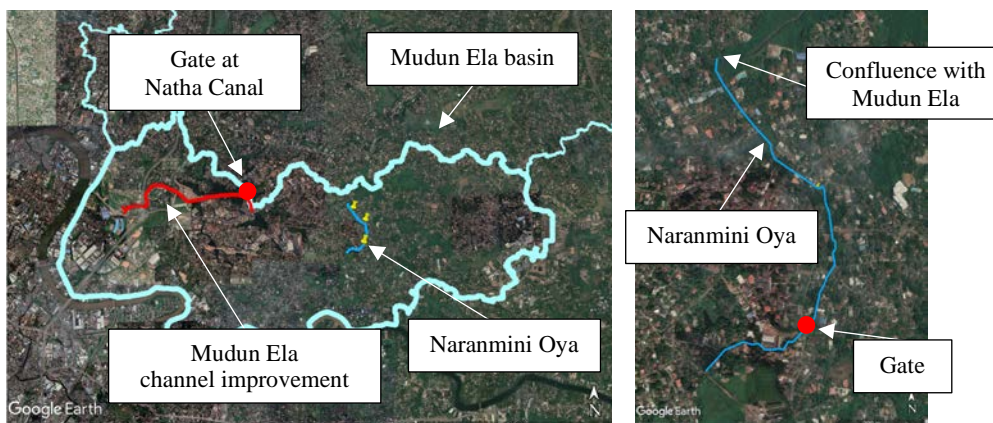 Gate at
Natha Canal
Mudun Ela basin
Mudun Ela
channel improvement
Naranmini Oya
Google Earth
N
Confluence with
Mudun Ela
Naranmini Oya
Gate
Google Earth
N